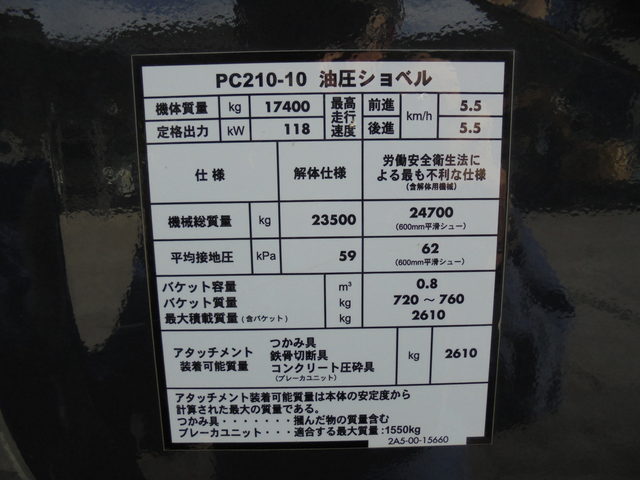 PC210-10 油圧ショベル
機体質量 kg 17400 最高走行速度 前進 km/h 5.5
定格出力 kW 118 後進 5.5
仕様 解体仕様 労働安全衛生法による最も不利な仕様 (含解体用機械)
機械総質量 kg 23500 24700 (600mm平滑シュー)
平均接地圧 kPa 59 62 (600mm平滑シュー)
バケット容量 m³ 0.8
バケット質量 kg 720 ～ 760
最大積載質量 (含バケット) kg 2610
アタッチメント装着可能質量 つかみ具 鉄骨切断具 コンクリート圧砕具 (ブレーカユニット) kg 2610
アタッチメント装着可能質量は本体の安定度から
計算された最大の質量である。
つかみ具・・・・・・・掴んだ物の質量含む
ブレーカユニット・・・適合する最大質量:1550kg
2A5-00-15660